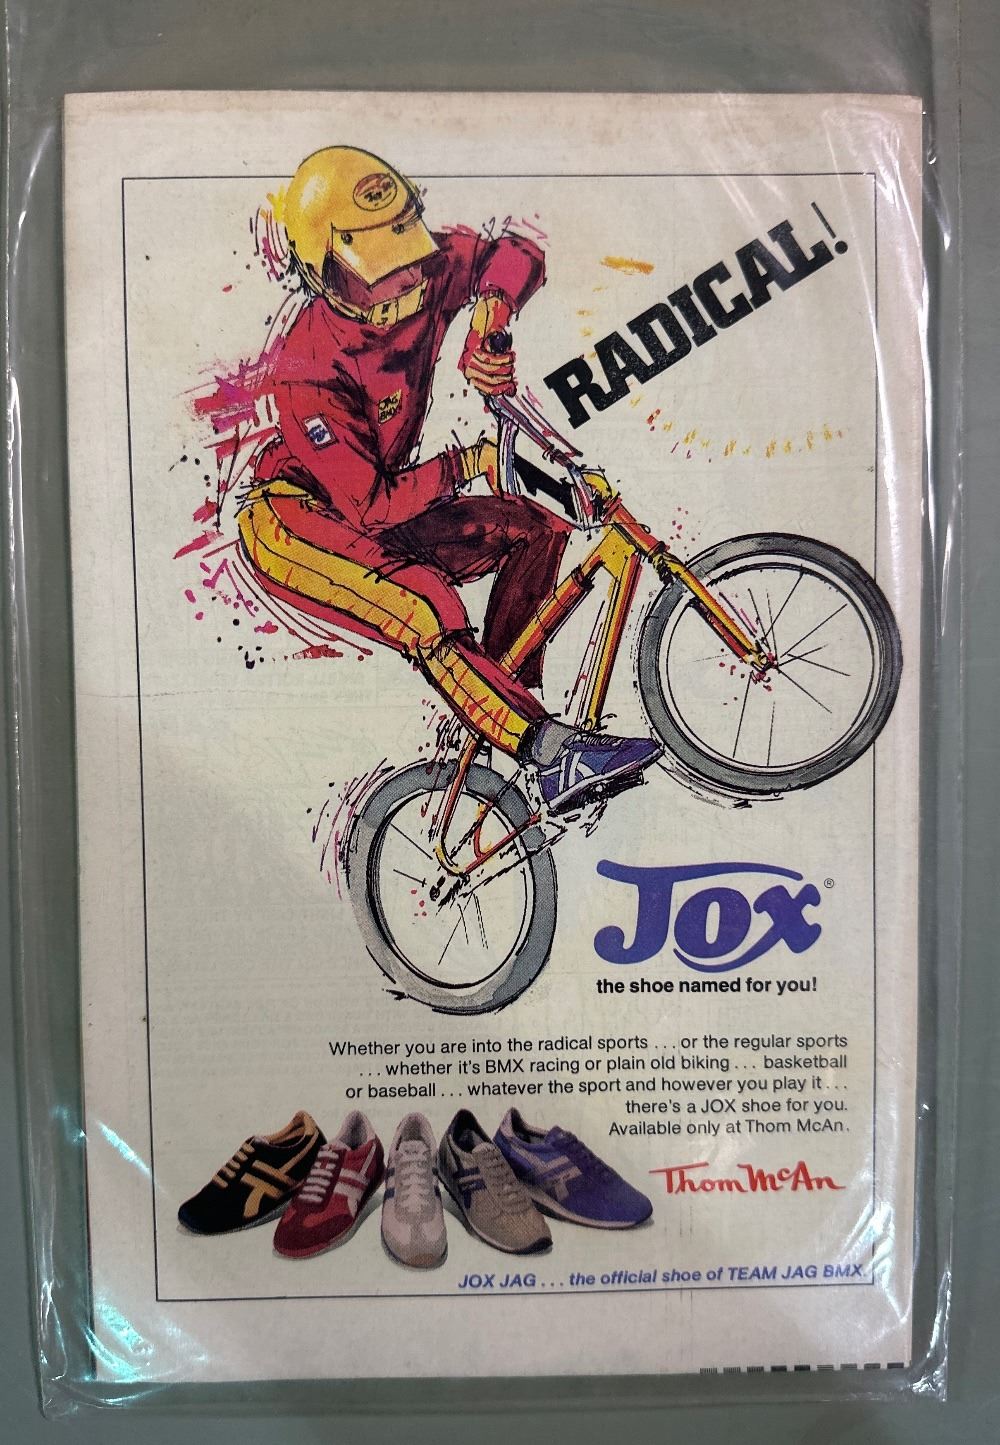 RADICAL!
JAG
BMX
1
Jox®
the shoe named for you!
Whether you are into the radical sports . . . or the regular sports
. . . whether it's BMX racing or plain old biking . . . basketball
or baseball . . . whatever the sport and however you play it . . .
there's a JOX shoe for you.
Available only at Thom McAn.
Thom McAn
JOX JAG . . . the official shoe of TEAM JAG BMX.